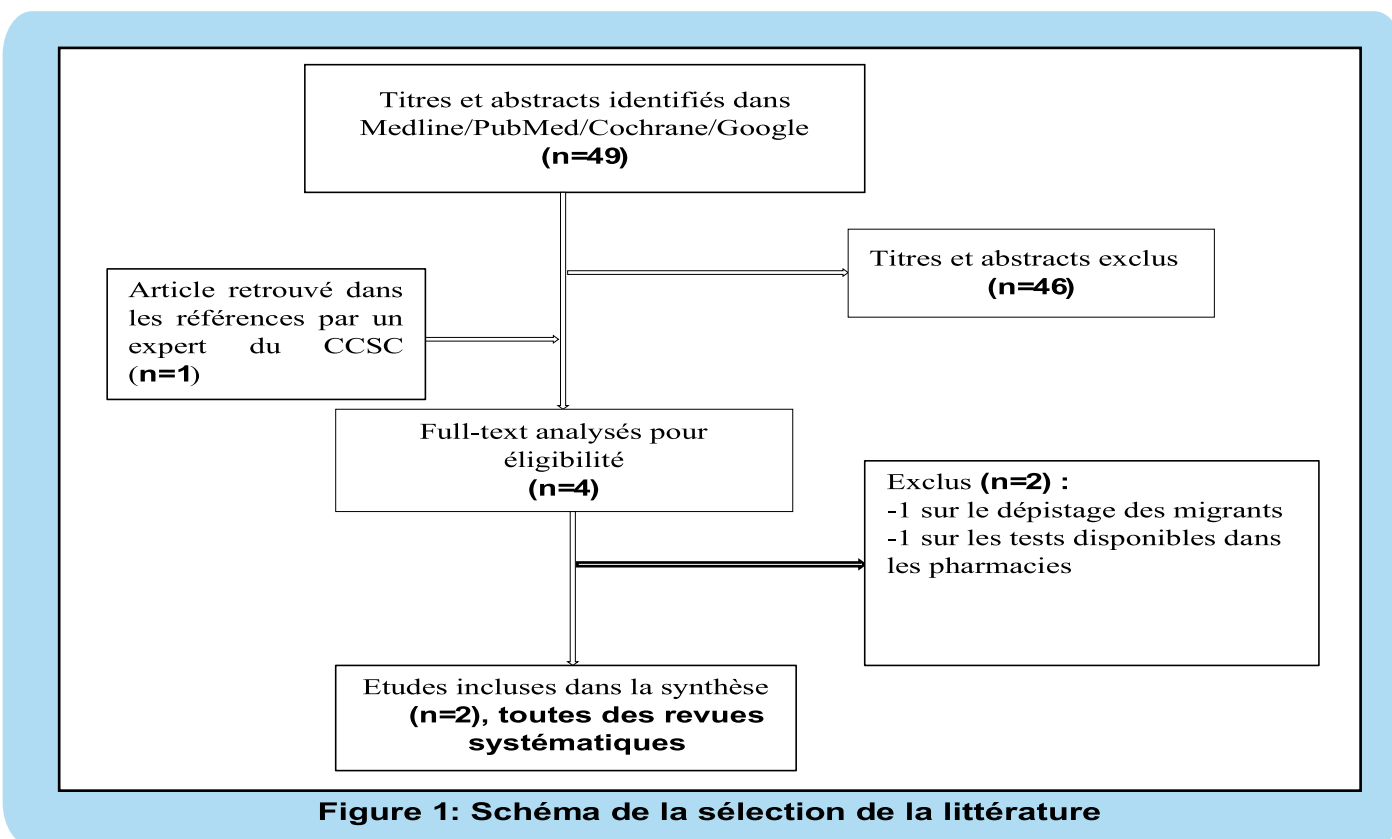 Titres et abstracts identifiés dans
Medline/PubMed/Cochrane/Google
(n=49)
Titres et abstracts exclus
(n=46)
Article retrouvé dans
les références par un
expert du CCSC
(n=1)
Full-text analysés pour
éligibilité
(n=4)
Exclus (n=2) :
-1 sur le dépistage des migrants
-1 sur les tests disponibles dans
les pharmacies
Etudes incluses dans la synthèse
(n=2), toutes des revues
systématiques
Figure 1: Schéma de la sélection de la littérature